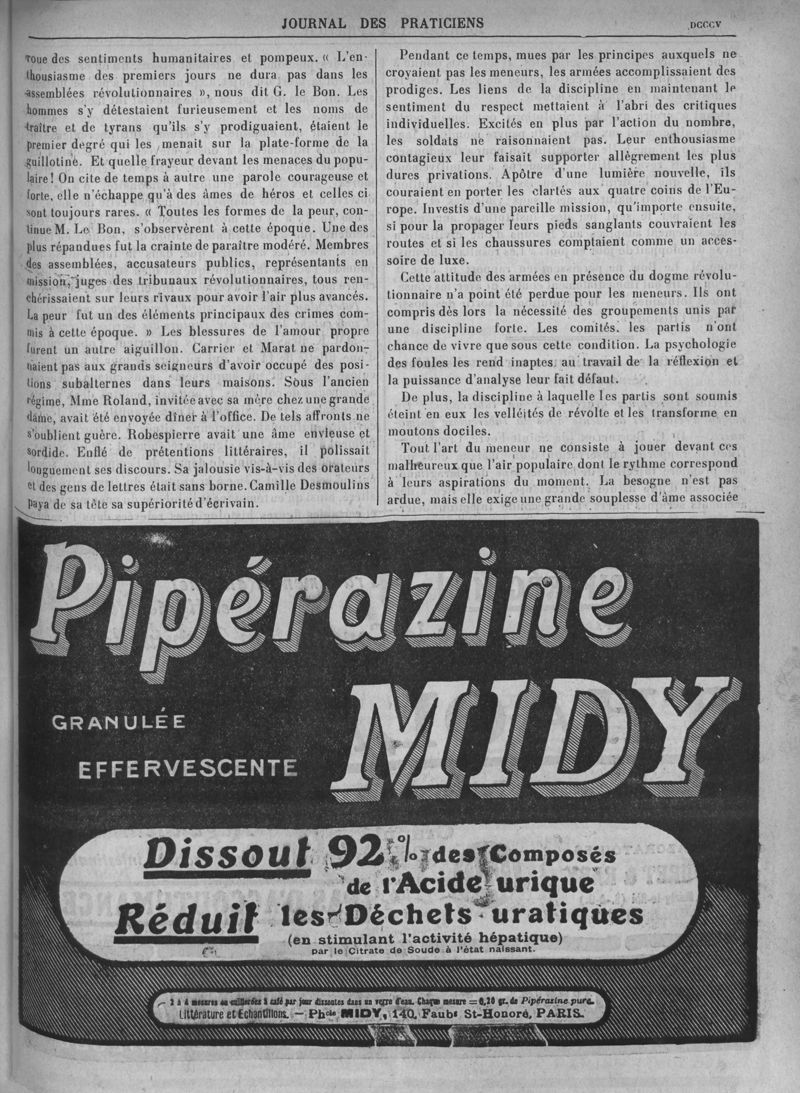 JOURNAL DES PRATICIENS
DCCCV
roue des sentiments humanitaires et pompeux. « L'en-
thousiasme des premiers jours ne dura pas dans les
assemblées révolutionnaires », nous dit G. le Bon. Les
hommes s'y détestaient furieusement et les noms de
traître et de tyrans qu'ils s'y prodiguaient, étaient le
premier degré qui les menait sur la plate-forme de la
guillotine. Et quelle frayeur devant les menaces du popu-
laire! On cite de temps à autre une parole courageuse et
forte, elle n'échappe qu'à des âmes de héros et celles ci
sont toujours rares. « Toutes les formes de la peur, con-
tinue M. Le Bon, s'observèrent à cette époque. Une des
plus répandues fut la crainte de paraître modéré. Membres
des assemblées, accusateurs publics, représentants en
mission, juges des tribunaux révolutionnaires, tous ren-
chérissaient sur leurs rivaux pour avoir l'air plus avancés.
La peur fut un des éléments principaux des crimes com-
mis à cette époque. » Les blessures de l'amour propre
furent un autre aiguillon. Carrier et Marat ne pardon-
naient pas aux grands seigneurs d'avoir occupé des posi-
tions subalternes dans leurs maisons. Sous l'ancien
régime, Mme Roland, invitée avec sa mère chez une grande
dame, avait été envoyée dîner à l'office. De tels affronts ne
s'oublient guère. Robespierre avait une âme envieuse et
sordide. Enflé de prétentions littéraires, il polissait
longuement ses discours. Sa jalousie vis-à-vis des orateurs
et des gens de lettres était sans borne. Camille Desmoulins
paya de sa tête sa supériorité d'écrivain.
Pendant ce temps, mues par les principes auxquels ne
croyaient pas les meneurs, les armées accomplissaient des
prodiges. Les liens de la discipline en maintenant le
sentiment du respect mettaient à l'abri des critiques
individuelles. Excités en plus par l'action du nombre,
les soldats ne raisonnaient pas. Leur enthousiasme
contagieux leur faisait supporter allègrement les plus
dures privations. Apôtre d'une lumière nouvelle, ils
couraient en porter les clartés aux quatre coins de l'Eu-
rope. Investis d'une pareille mission, qu'importe ensuite,
si pour la propager leurs pieds sanglants couvraient les
routes et si les chaussures comptaient comme un acces-
soire de luxe.
Cette attitude des armées en présence du dogme révolu-
tionnaire n'a point été perdue pour les meneurs. Ils ont
compris dès lors la nécessité des groupements unis par
une discipline forte. Les comités, les partis n'ont
chance de vivre que sous cette condition. La psychologie
des foules les rend inaptes au travail de la réflexion et
la puissance d'analyse leur fait défaut.
De plus, la discipline à laquelle les partis sont soumis
éteint en eux les velléités de révolte et les transforme en
moutons dociles.
Tout l'art du meneur ne consiste à jouer devant ces
malheureux que l'air populaire dont le rythme correspond
à leurs aspirations du moment. La besogne n'est pas
ardue, mais elle exige une grande souplesse d'âme associée
Pipérazine
MIDY
GRANULÉE
EFFERVESCENTE
Dissout 92% des Composés
de l'Acide urique
Réduit les Déchets uratiques
(en stimulant l'activité hépatique)
par le Citrate de Soude à l'état naissant.
2 à 4 mesures ou cuillerées à café par jour dissoutes dans un verre d'eau. Chaque mesure = 0,20 gr. de Pipérazine pure.
Littérature et Echantillons. — Phcie MIDY, 140, Faubg St-Honoré, PARIS.